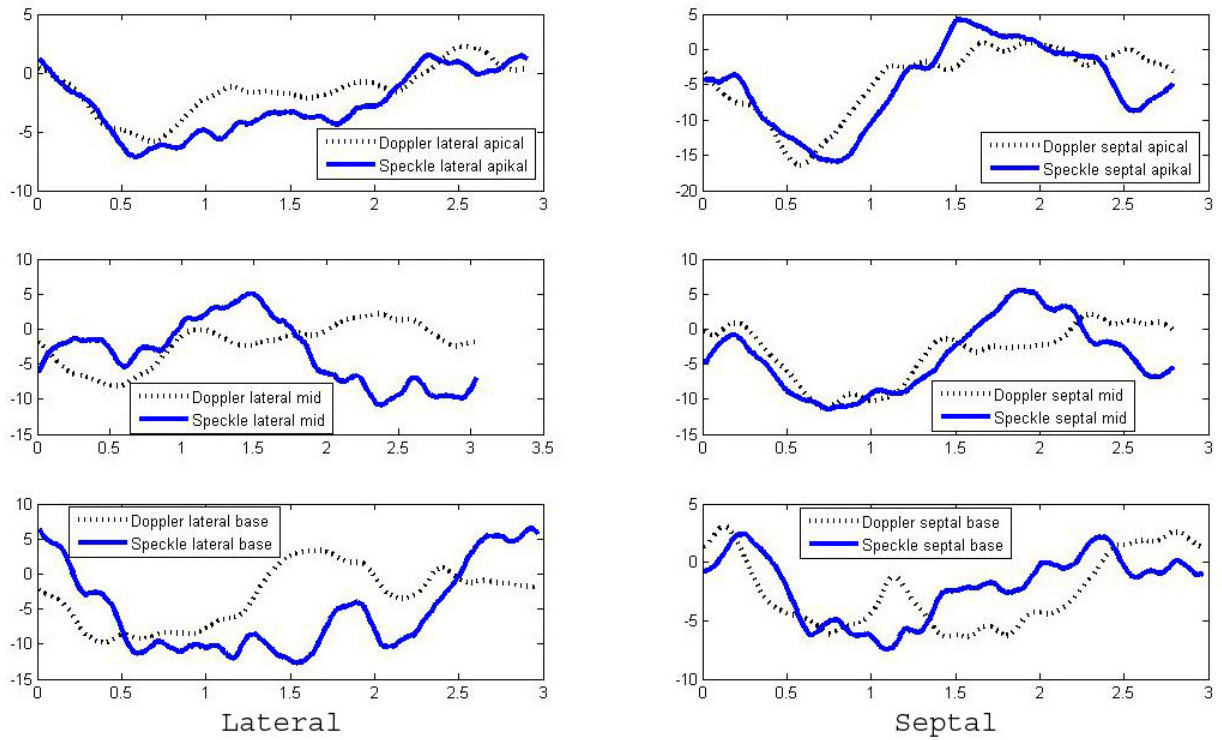 5
0
-5
-10
Doppler lateral apical
Speckle lateral apikal
0 0.5 1 1.5 2 2.5 3
5
0
-5
-10
-15
-20
Doppler septal apical
Speckle septal apikal
0 0.5 1 1.5 2 2.5 3
10
5
0
-5
-10
-15
Doppler lateral mid
Speckle lateral mid
0 0.5 1 1.5 2 2.5 3 3.5
10
5
0
-5
-10
-15
Doppler septal mid
Speckle septal mid
0 0.5 1 1.5 2 2.5 3
10
5
0
-5
-10
-15
Doppler lateral base
Speckle lateral base
0 0.5 1 1.5 2 2.5 3
Lateral
5
0
-5
-10
Doppler septal base
Speckle septal base
0 0.5 1 1.5 2 2.5 3
Septal